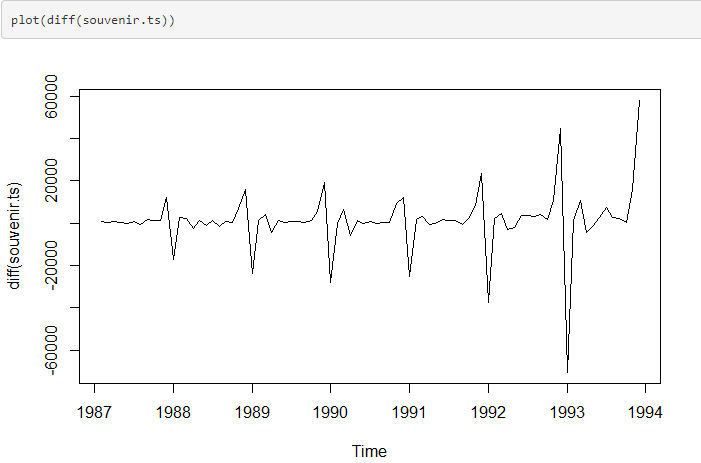 plot(diff(souvenir.ts))
diff(souvenir.ts)
60000
20000
-20000
-60000
1987 1988 1989 1990 1991 1992 1993 1994
Time